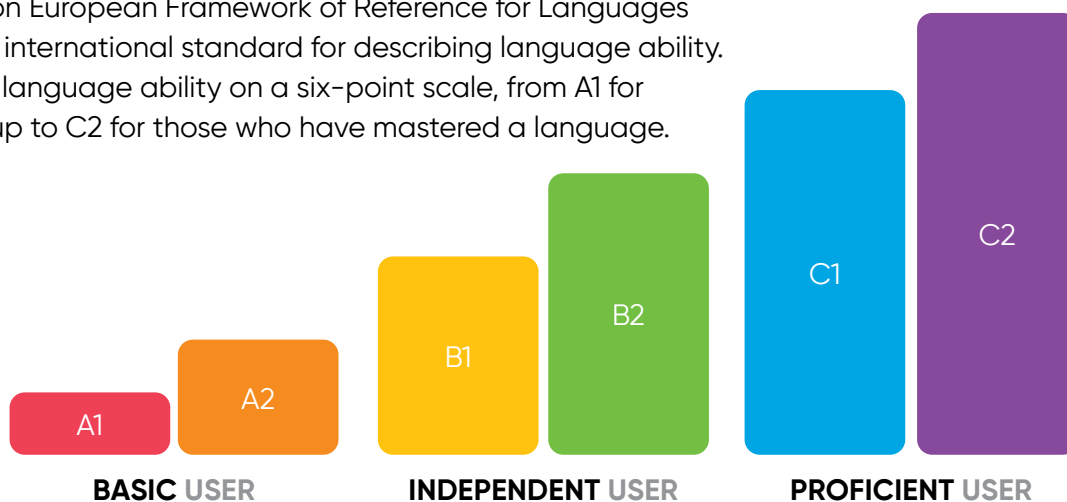 on European Framework of Reference for Languages
international standard for describing language ability.
language ability on a six-point scale, from A1 for
up to C2 for those who have mastered a language.
C2
C1
B2
B1
A2
A1
BASIC USER INDEPENDENT USER PROFICIENT USER